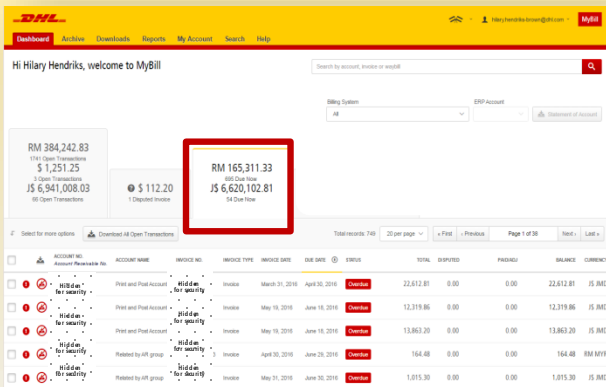 DHL
hilary.hendriks-brown@dhl.com
MyBill
Dashboard Archive Downloads Reports My Account Search Help
Hi Hilary Hendriks, welcome to MyBill
Search by account, invoice or waybill
Billing System
ERP Account
All
Statement of Account
RM 384,242.83
1741 Open Transactions
$ 1,251.25
3 Open Transactions
J$ 6,941,008.03
66 Open Transactions
$ 112.20
1 Disputed Invoice
RM 165,311.33
695 Due Now
J$ 6,620,102.81
54 Due Now
Select for more options Download All Open Transactions Total records: 749 20 per page « First ‹ Previous Page 1 of 38 Next › Last »
ACCOUNT NO. ACCOUNT NAME INVOICE NO. INVOICE TYPE INVOICE DATE DUE DATE STATUS TOTAL DISPUTED PAID/ADJ BALANCE CURRENCY
Account Receivable No.
Hidden for security Print and Post Account Hidden for security Invoice March 31, 2016 April 30, 2016 Overdue 22,612.81 0.00 0.00 22,612.81 J$ JMD
Hidden for security Print and Post Account Hidden for security Invoice May 19, 2016 June 18, 2016 Overdue 12,319.86 0.00 0.00 12,319.86 J$ JMD
Hidden for security Print and Post Account Hidden for security Invoice May 19, 2016 June 18, 2016 Overdue 13,863.20 0.00 0.00 13,863.20 J$ JMD
Hidden for security Related by AR group Hidden for security 3 Invoice April 30, 2016 June 29, 2016 Overdue 164.48 0.00 0.00 164.48 RM MYR
Hidden for security Related by AR group Hidden for security Invoice May 31, 2016 June 30, 2016 Overdue 1,015.30 0.00 0.00 1,015.30 J$ JMD